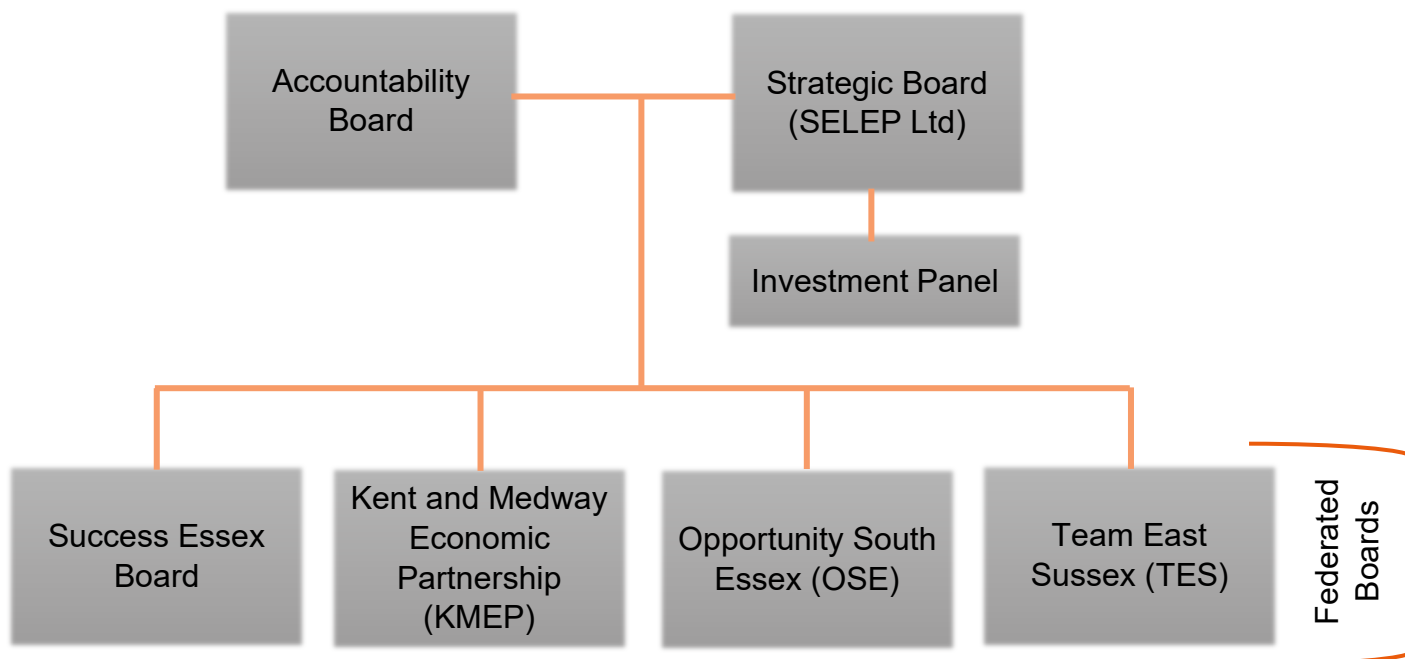 Accountability
Board
Strategic Board
(SELEP Ltd)
Investment Panel
Success Essex
Board
Kent and Medway
Economic
Partnership
(KMEP)
Opportunity South
Essex (OSE)
Team East
Sussex (TES)
Federated
Boards